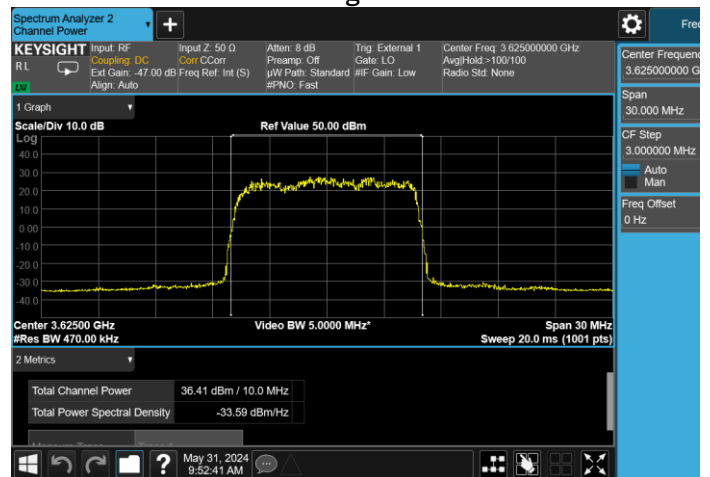 Spectrum Analyzer 2
Channel Power
Fre
KEYSIGHT
RL
LXI
Input: RF
Coupling: DC
Ext Gain: -47.00 dB
Align: Auto
Input Z: 50 Ω
Corr CCorr
Freq Ref: Int (S)
Atten: 8 dB
Preamp: Off
µW Path: Standard
#PNO: Fast
Trig: External 1
Gate: LO
#IF Gain: Low
Center Freq: 3.625000000 GHz
Avg|Hold:>100/100
Radio Std: None
Center Frequenc
3.625000000 G
Span
30.000 MHz
CF Step
3.000000 MHz
Auto
Man
Freq Offset
0 Hz
1 Graph
Scale/Div 10.0 dB
Ref Value 50.00 dBm
Log
40.0
30.0
20.0
10.0
0.00
-10.0
-20.0
-30.0
-40.0
Center 3.62500 GHz
Video BW 5.0000 MHz*
Span 30 MHz
#Res BW 470.00 kHz
Sweep 20.0 ms (1001 pts)
2 Metrics
Total Channel Power 36.41 dBm / 10.0 MHz
Total Power Spectral Density -33.59 dBm/Hz
May 31, 2024
9:52:41 AM